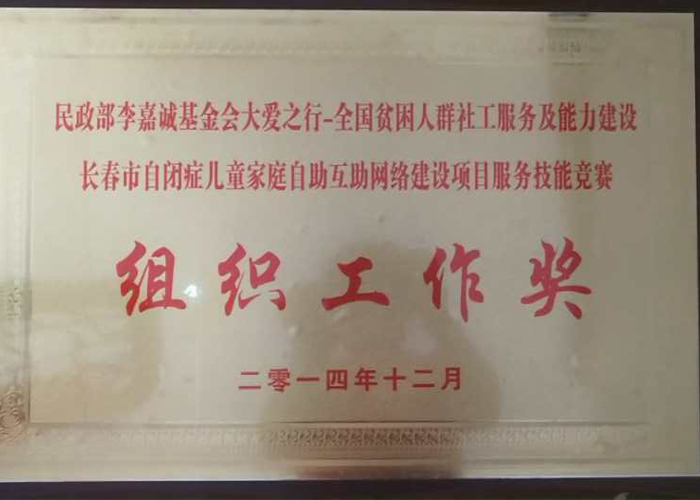 民政部李嘉诚基金会大爱之行-全国贫困人群社工服务及能力建设
长春市自闭症儿童家庭自助互助网络建设项目服务技能竞赛
组织工作奖
二零一四年十二月